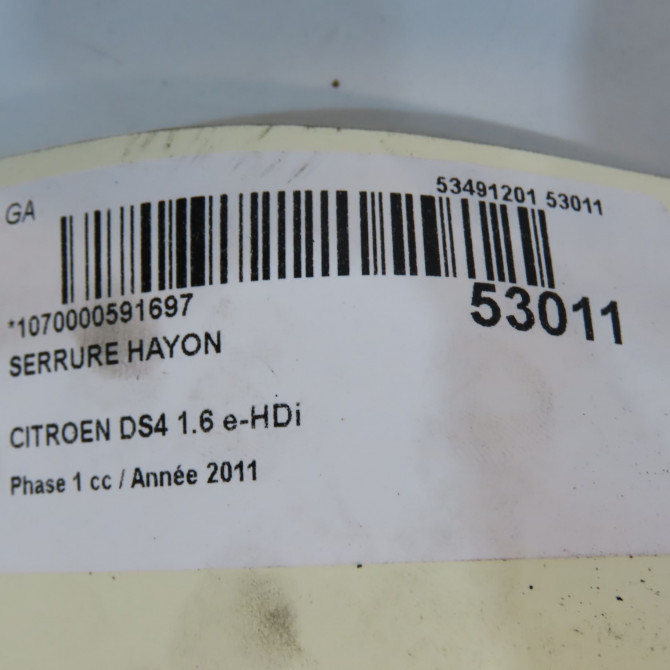 GA
53491201 53011
*1070000591697
53011
SERRURE HAYON
CITROEN DS4 1.6 e-HDi
Phase 1 cc / Année 2011